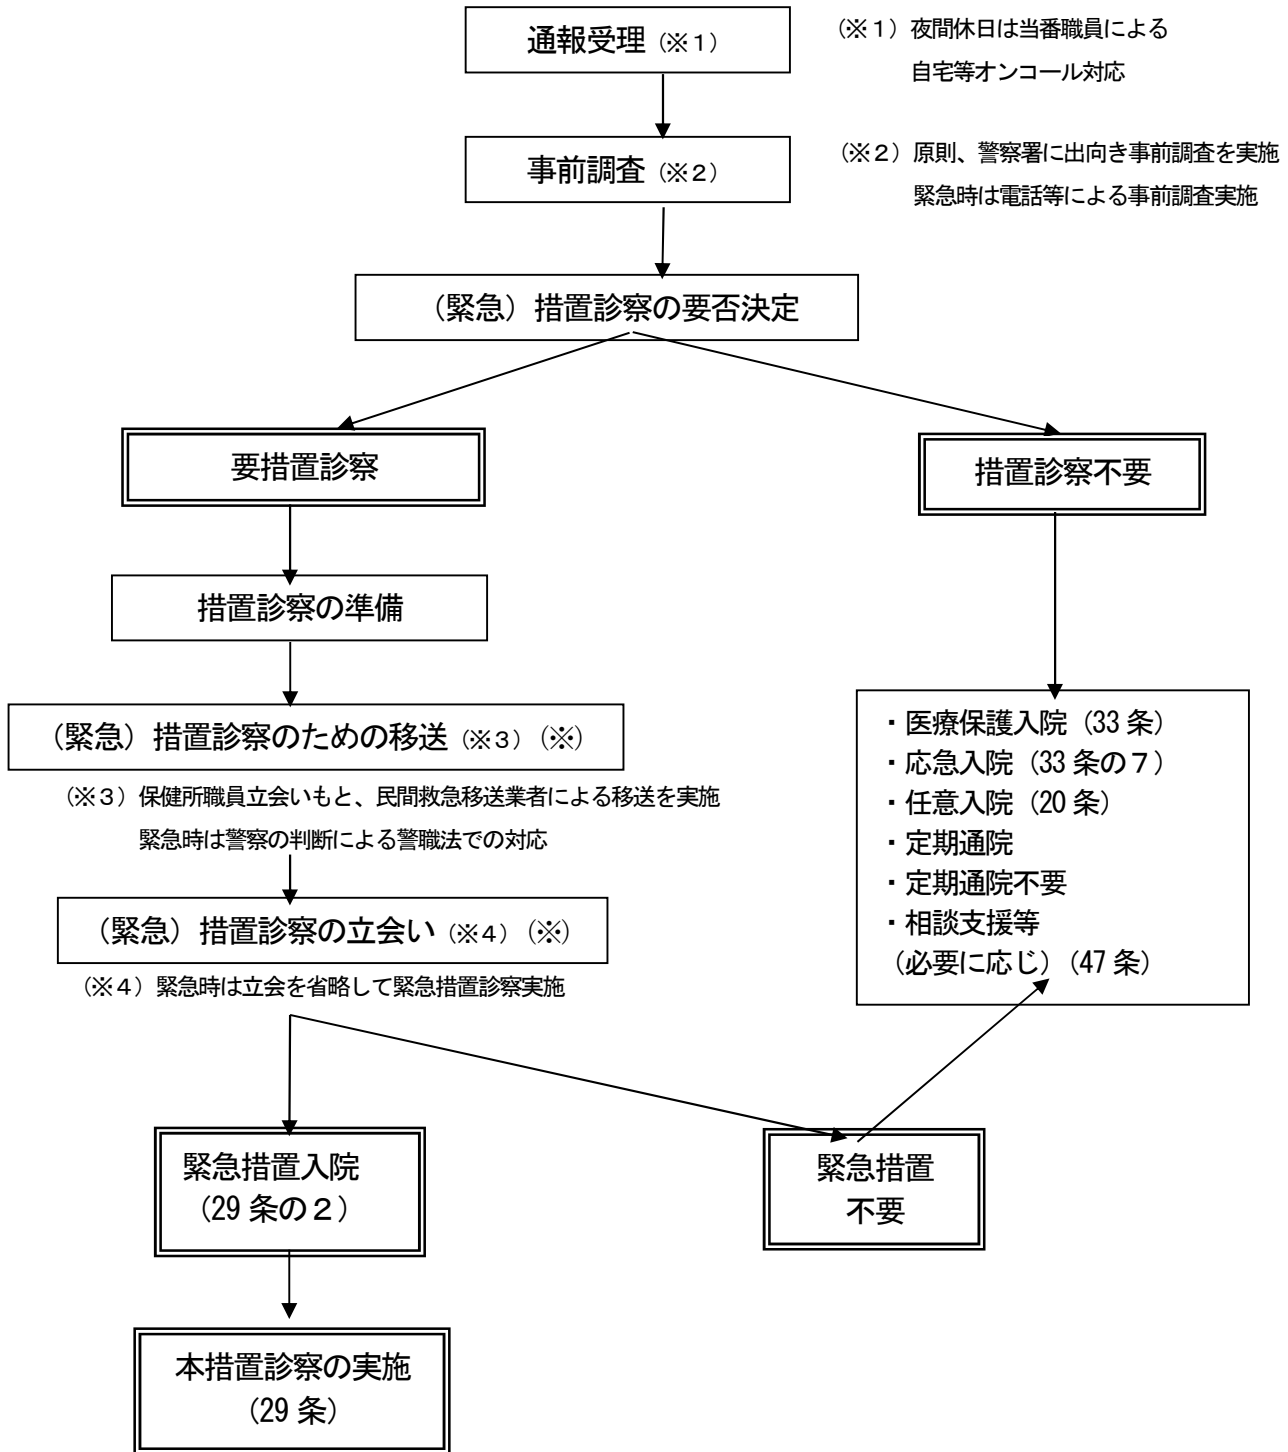 通報受理（※１）
（※１）夜間休日は当番職員による
自宅等オンコール対応
事前調査（※２）
（※２）原則、警察署に出向き事前調査を実施
緊急時は電話等による事前調査実施
（緊急）措置診察の要否決定
要措置診察
措置診察不要
措置診察の準備
（緊急）措置診察のための移送（※３）（※）
（※３）保健所職員立会いもと、民間救急移送業者による移送を実施
緊急時は警察の判断による警職法での対応
・医療保護入院（33 条）
・応急入院（33 条の７）
・任意入院（20 条）
・定期通院
・定期通院不要
・相談支援等
（必要に応じ）（47 条）
（緊急）措置診察の立会い（※４）（※）
（※４）緊急時は立会を省略して緊急措置診察実施
緊急措置入院
（29 条の２）
緊急措置
不要
本措置診察の実施
（29 条）